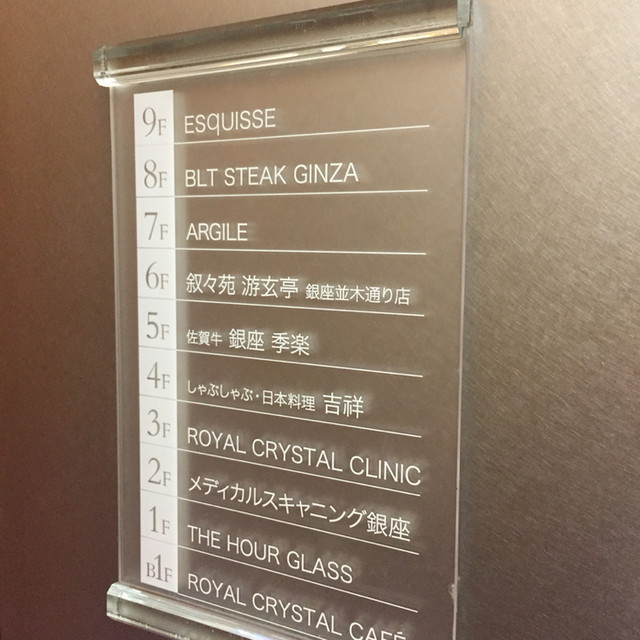 9F ESQUISSE
8F BLT STEAK GINZA
7F ARGILE
6F 叙々苑 游玄亭 銀座並木通り店
5F 佐賀牛 銀座 季楽
4F しゃぶしゃぶ・日本料理 吉祥
3F ROYAL CRYSTAL CLINIC
2F メディカルスキャニング銀座
1F THE HOUR GLASS
B1F ROYAL CRYSTAL CAFE